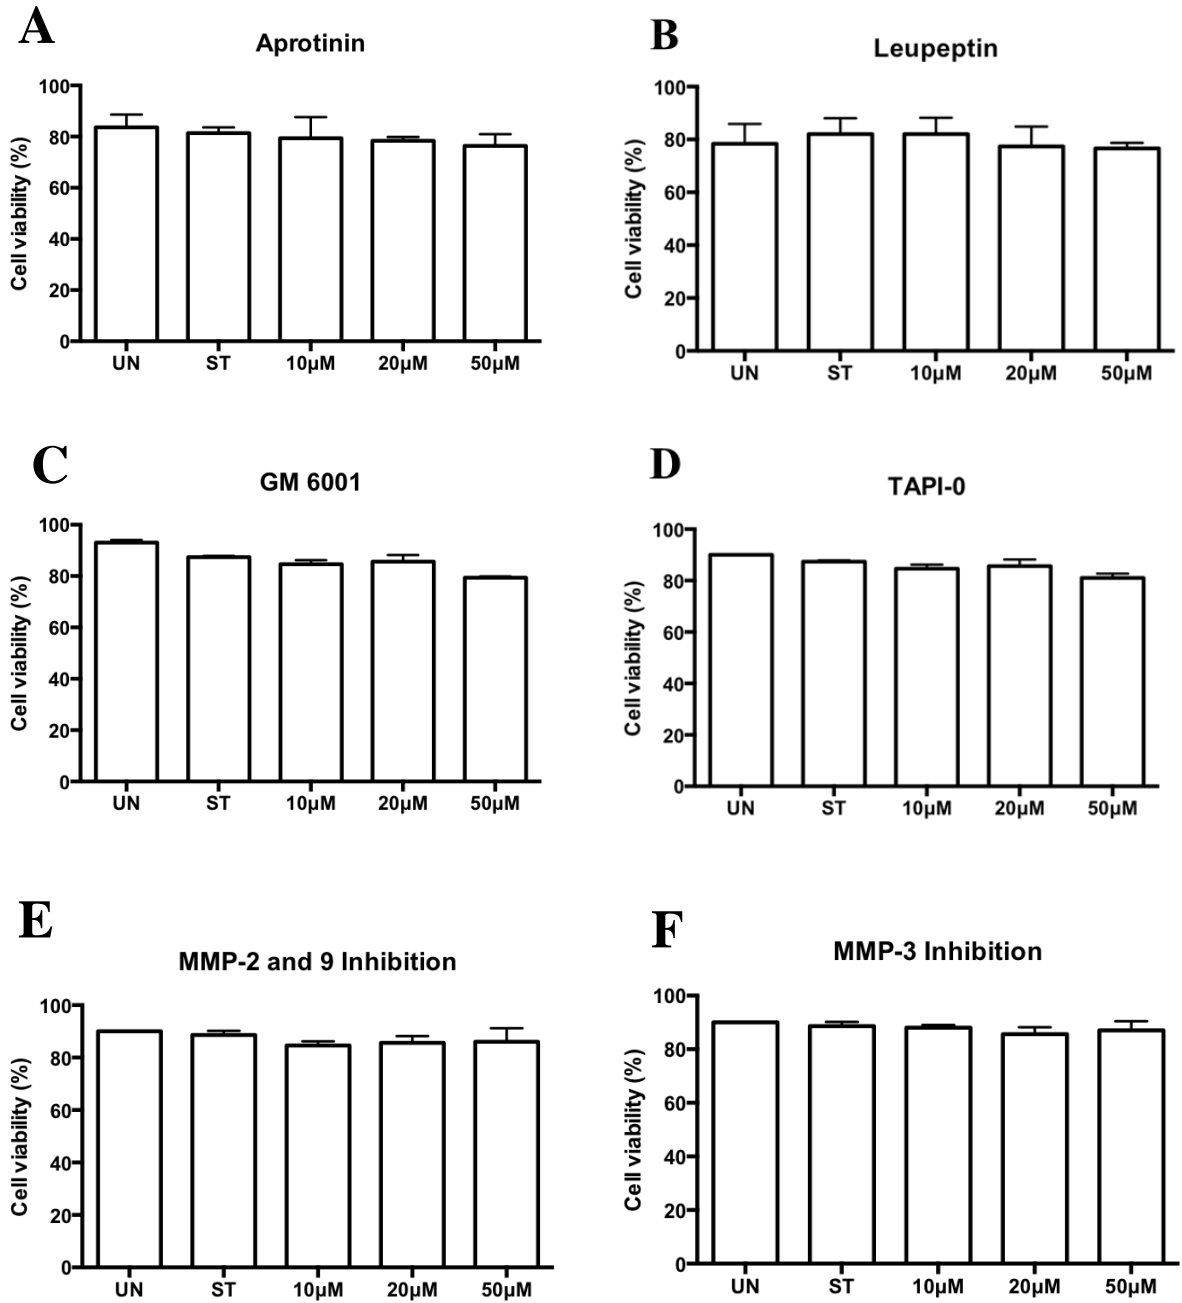 A
Aprotinin
Cell viability (%)
100
80
60
40
20
0
UN ST 10µM 20µM 50µM
B
Leupeptin
Cell viability (%)
100
80
60
40
20
0
UN ST 10µM 20µM 50µM
C
GM 6001
Cell viability (%)
100
80
60
40
20
0
UN ST 10µM 20µM 50µM
D
TAPI-0
Cell viability (%)
100
80
60
40
20
0
UN ST 10µM 20µM 50µM
E
MMP-2 and 9 Inhibition
Cell viability (%)
100
80
60
40
20
0
UN ST 10µM 20µM 50µM
F
MMP-3 Inhibition
Cell viability (%)
100
80
60
40
20
0
UN ST 10µM 20µM 50µM